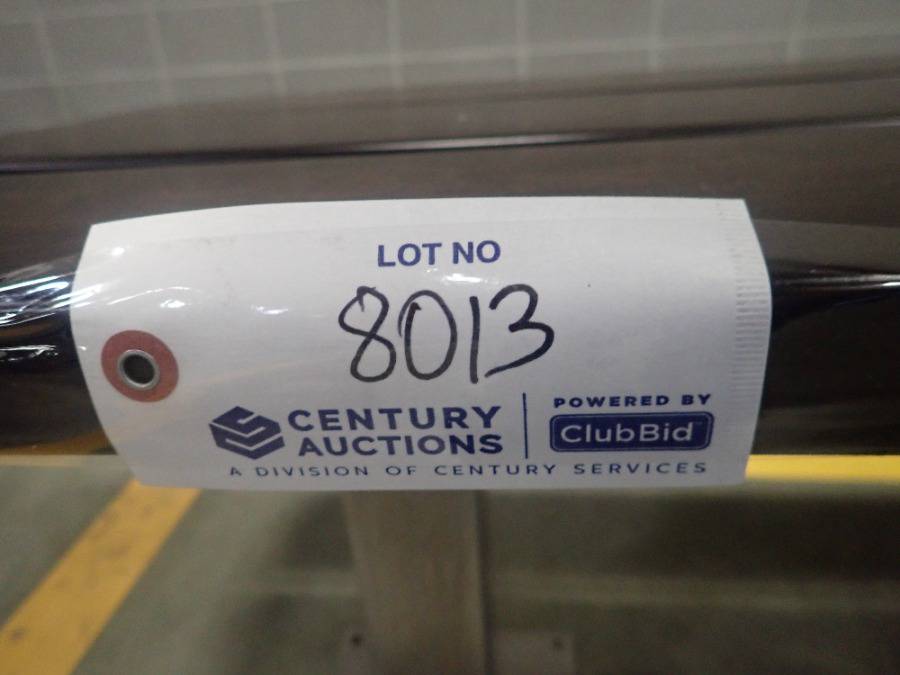 LOT NO
8013
CENTURY AUCTIONS
POWERED BY
ClubBid
A DIVISION OF CENTURY SERVICES